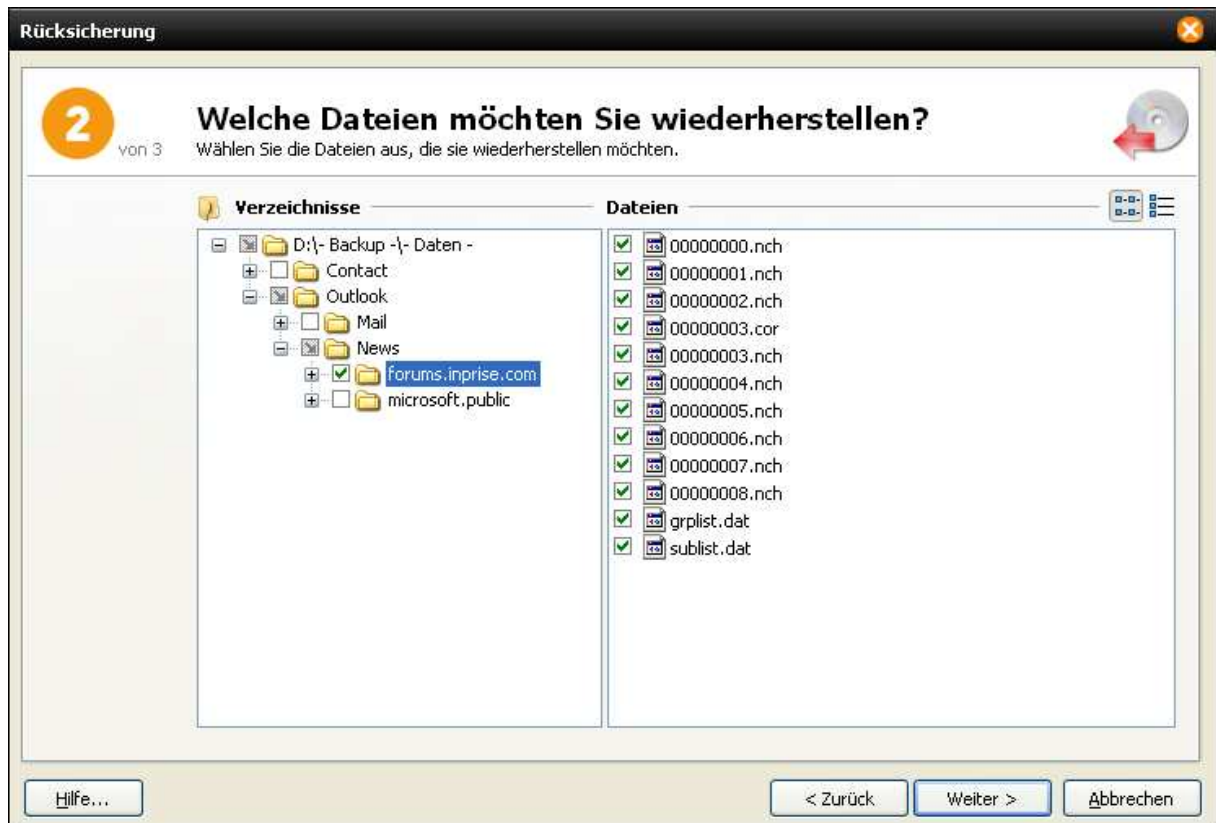 Rücksicherung
2 von 3
Welche Dateien möchten Sie wiederherstellen?
Wählen Sie die Dateien aus, die sie wiederherstellen möchten.
Verzeichnisse
D:\- Backup -\- Daten -
Contact
Outlook
Mail
News
forums.inprise.com
microsoft.public
Dateien
00000000.nch
00000001.nch
00000002.nch
00000003.cor
00000003.nch
00000004.nch
00000005.nch
00000006.nch
00000007.nch
00000008.nch
grplist.dat
sublist.dat
Hilfe...
< Zurück
Weiter >
Abbrechen